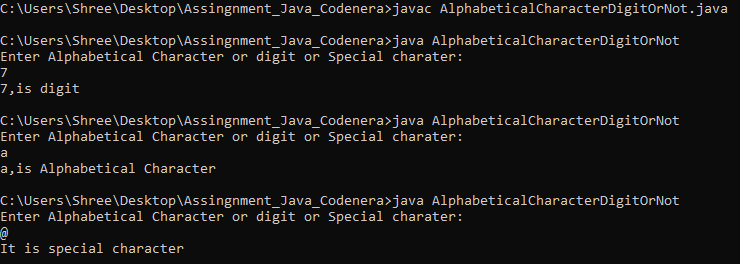 C:\Users\Shree\Desktop\Assingnment_Java_Codenera>javac AlphabeticalCharacterDigitOrNot.java
C:\Users\Shree\Desktop\Assingnment_Java_Codenera>java AlphabeticalCharacterDigitOrNot
Enter Alphabetical Character or digit or Special charater:
7
7,is digit
C:\Users\Shree\Desktop\Assingnment_Java_Codenera>java AlphabeticalCharacterDigitOrNot
Enter Alphabetical Character or digit or Special charater:
a
a,is Alphabetical Character
C:\Users\Shree\Desktop\Assingnment_Java_Codenera>java AlphabeticalCharacterDigitOrNot
Enter Alphabetical Character or digit or Special charater:
@
It is special character